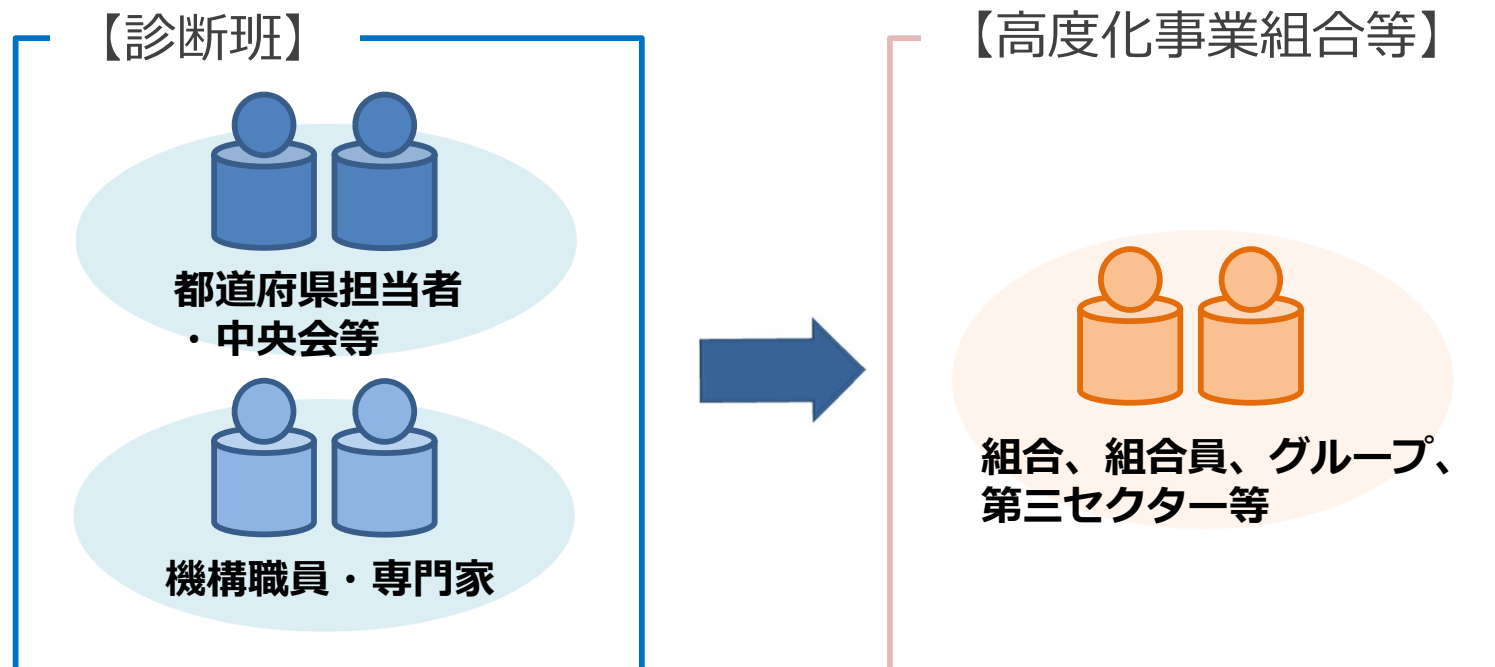 【診断班】
都道府県担当者
・中央会等
機構職員・専門家
【高度化事業組合等】
組合、組合員、グループ、
第三セクター等